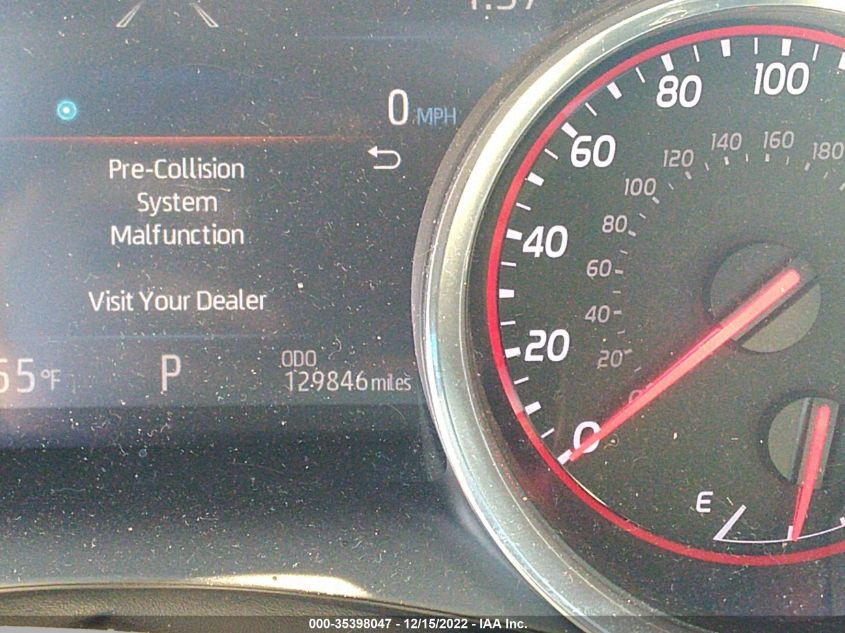 0 MPH
Pre-Collision
System
Malfunction
Visit Your Dealer
°F
P
ODO
129846 miles
0
20
40
60
80
100
20
40
60
80
100
120
140
160
180
E
000-35398047 - 12/15/2022 - IAA Inc.